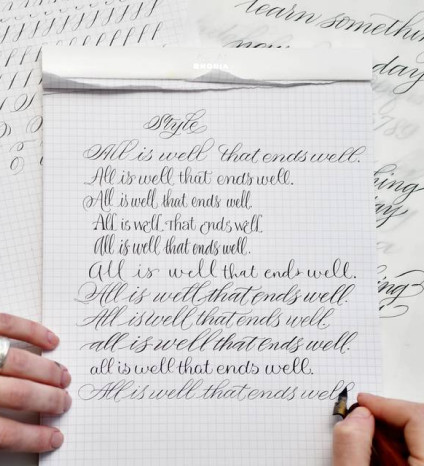 learn somethin
day
RHODIA
Style
All is well that ends well.
All is well that ends well.
All is well that ends well.
All is well. That ends well.
All is well that ends well.
All is well that ends well.
All is well that ends well.
All is well that ends well.
all is well that ends well.
all is well that ends well.
All is well that ends well